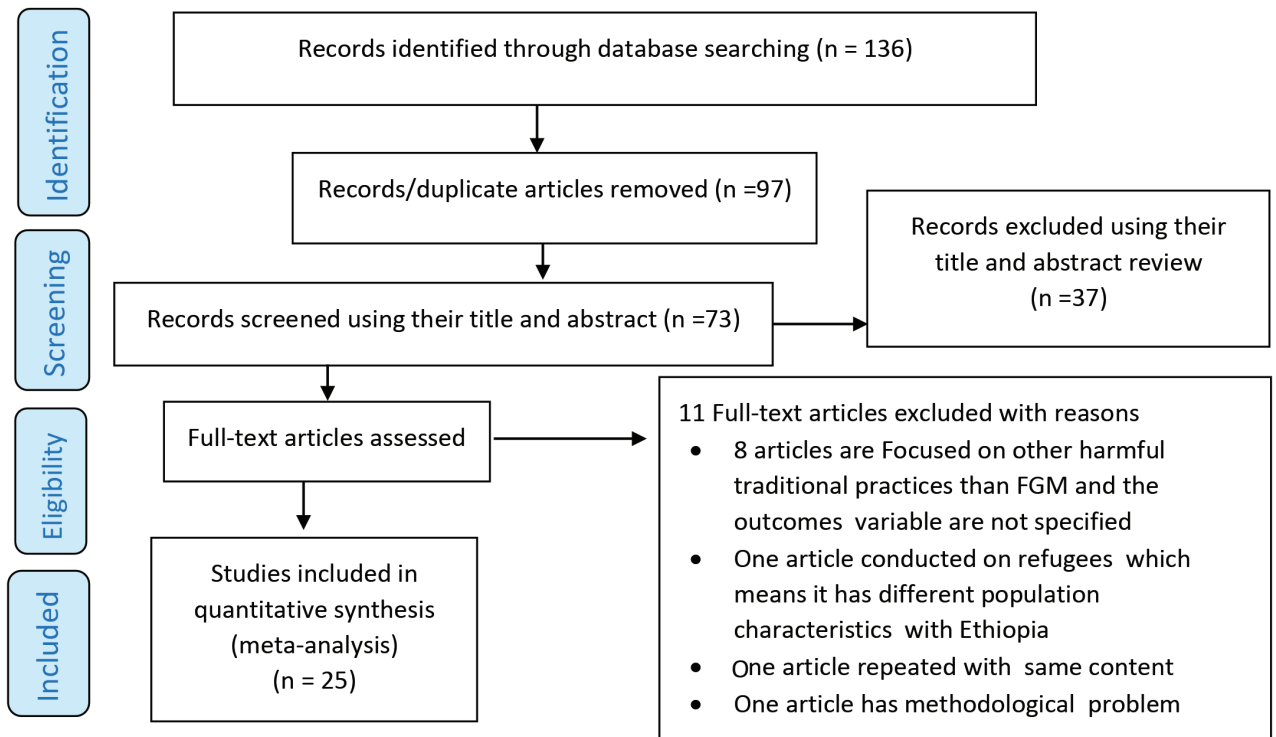 Identification
Records identified through database searching (n = 136)
Records/duplicate articles removed (n =97)
Screening
Records screened using their title and abstract (n =73)
Records excluded using their
title and abstract review
(n =37)
Eligibility
Full-text articles assessed
11 Full-text articles excluded with reasons
• 8 articles are Focused on other harmful
traditional practices than FGM and the
outcomes variable are not specified
• One article conducted on refugees which
means it has different population
characteristics with Ethiopia
• One article repeated with same content
• One article has methodological problem
Included
Studies included in
quantitative synthesis
(meta-analysis)
(n = 25)